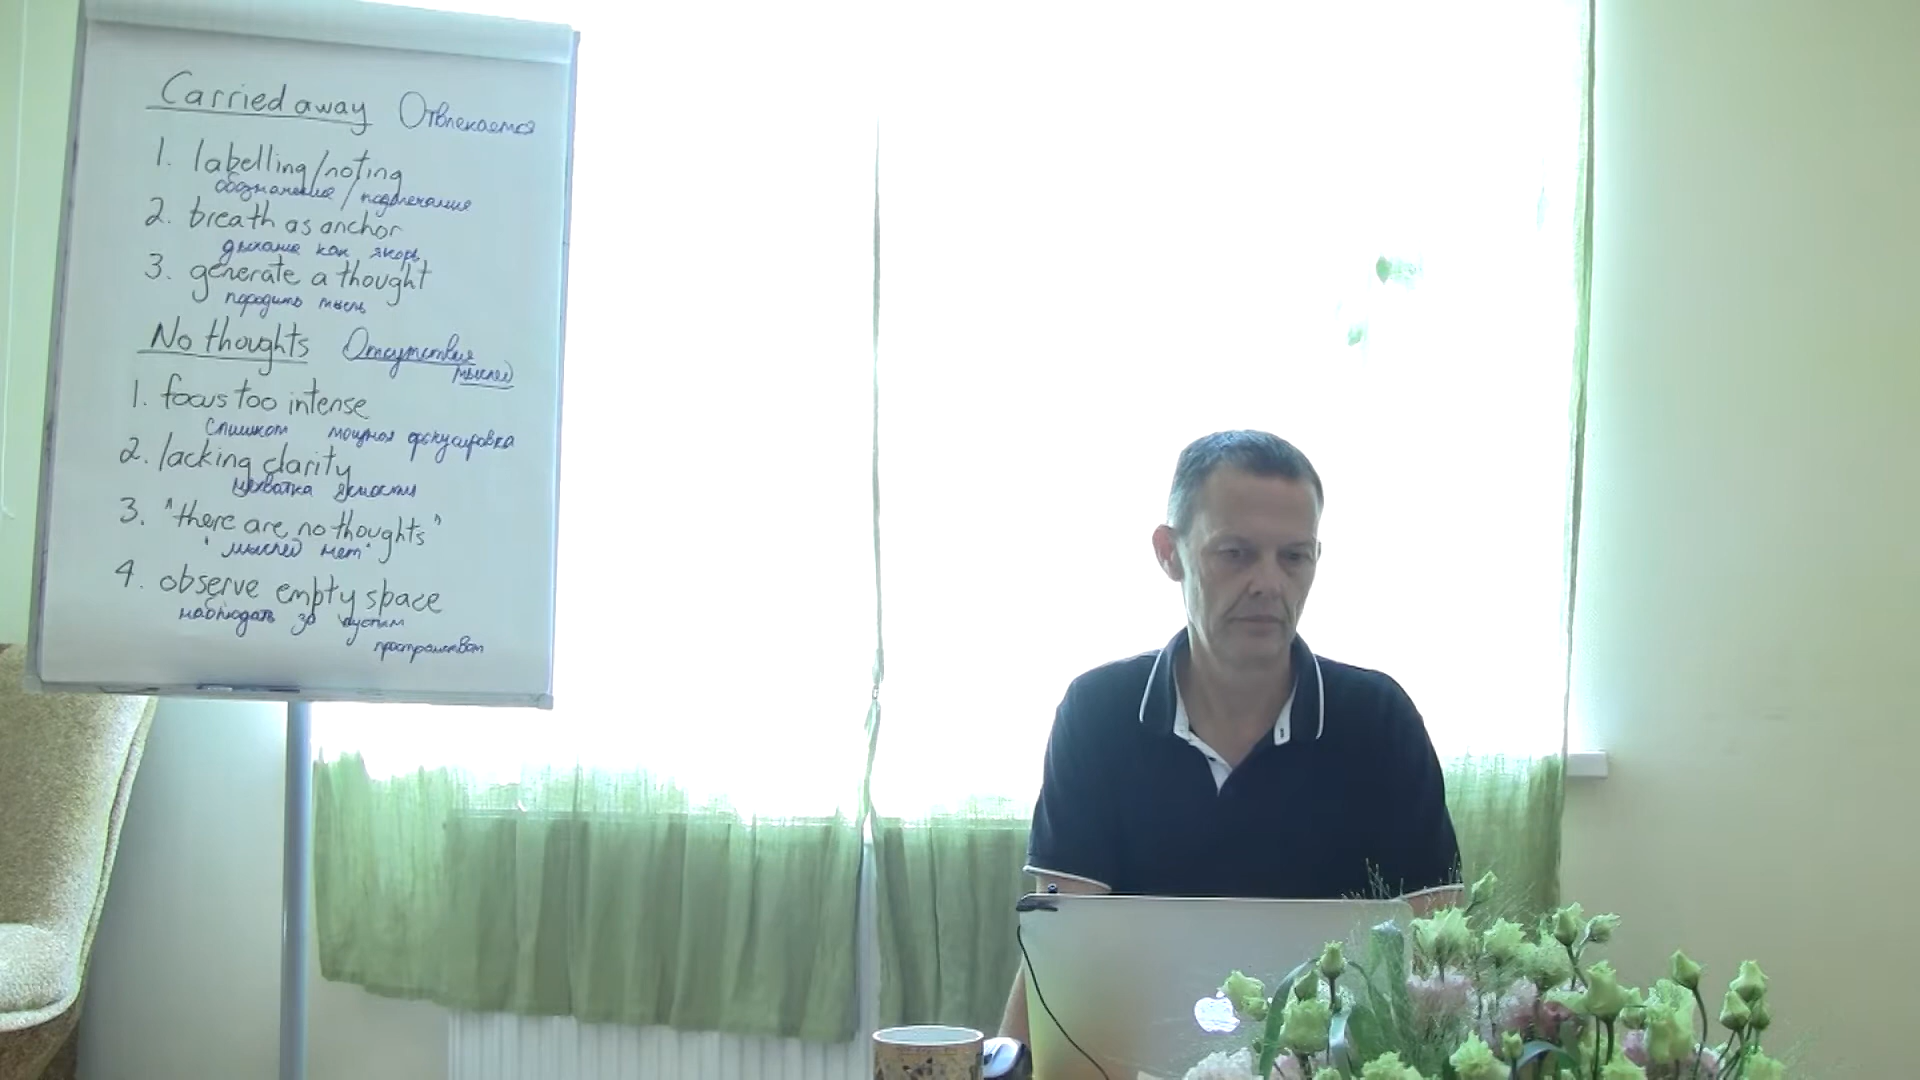 Carried away Отвлекается
1. labelling/noting
обозначение / подмечание
2. breath as anchor
дыхание как якорь
3. generate a thought
породить мысль
No thoughts Отсутствие
мыслей
1. focus too intense
слишком мощная фокусировка
2. lacking clarity
нехватка ясности
3. "there are no thoughts"
"мыслей нет"
4. observe empty space
наблюдать за пустым
пространством